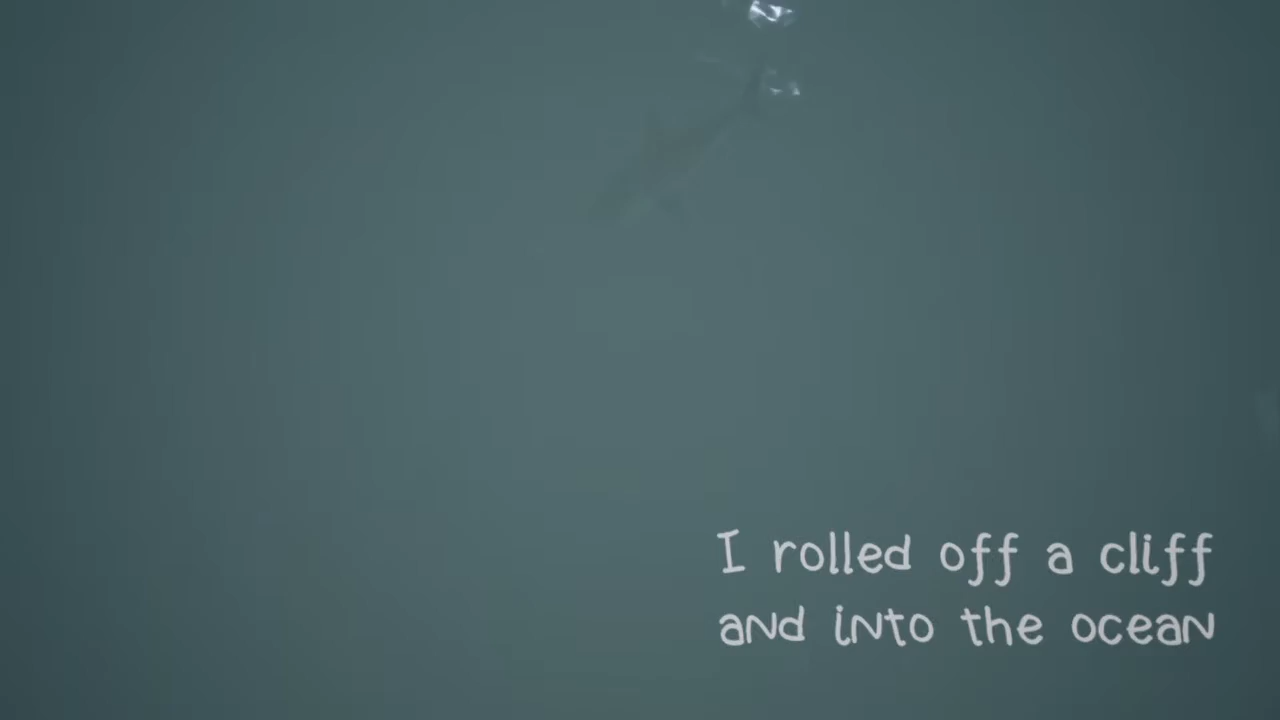 I rolled off a cliff
and into the ocean